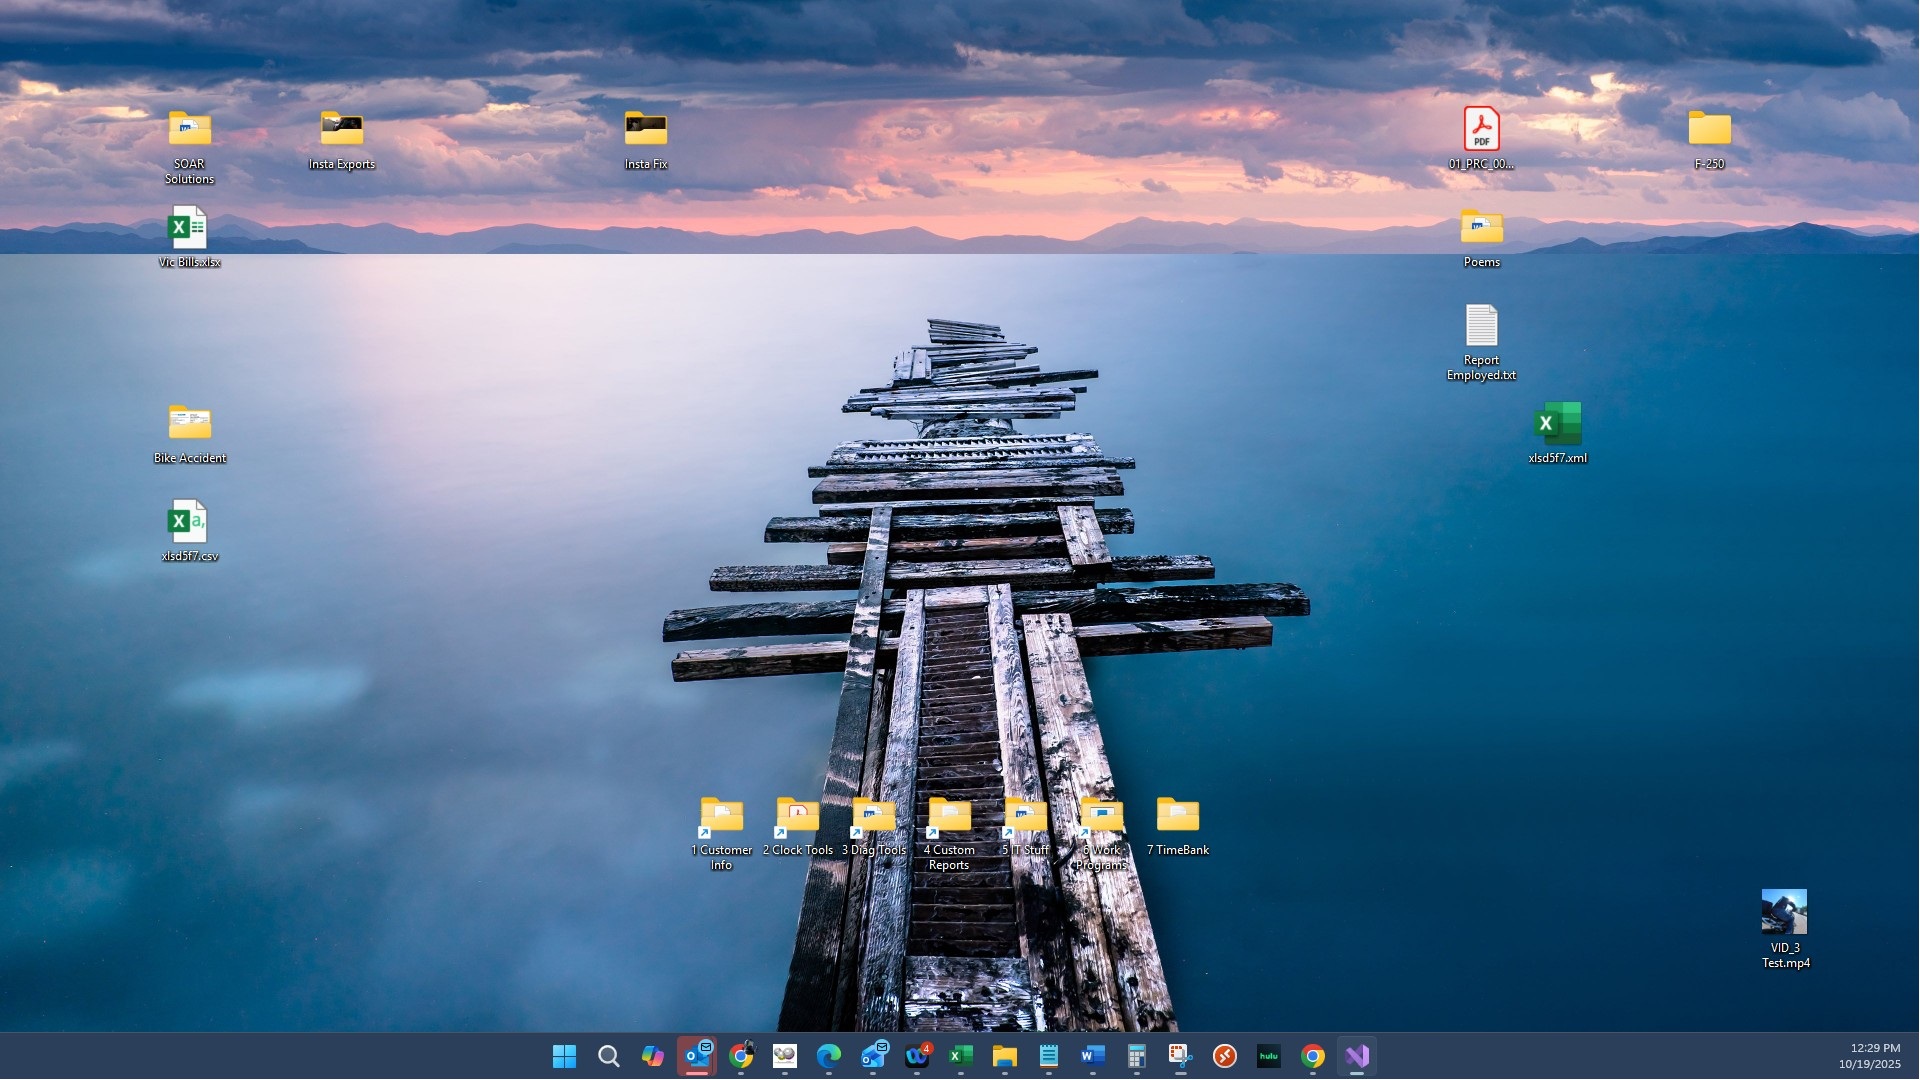 SOAR
Solutions
Insta Exports
Insta Fix
PDF
01_PRC_00...
F-250
Vic Bills.xlsx
Poems
Report
Employed.txt
Bike Accident
xlsd5f7.xml
xlsd5f7.csv
1 Customer
Info
2 Clock Tools
3 Diag Tools
4 Custom
Reports
5 IT Stuff
6 Work
Programs
7 TimeBank
VID_3
Test.mp4
4
hulu
12:29 PM
10/19/2025